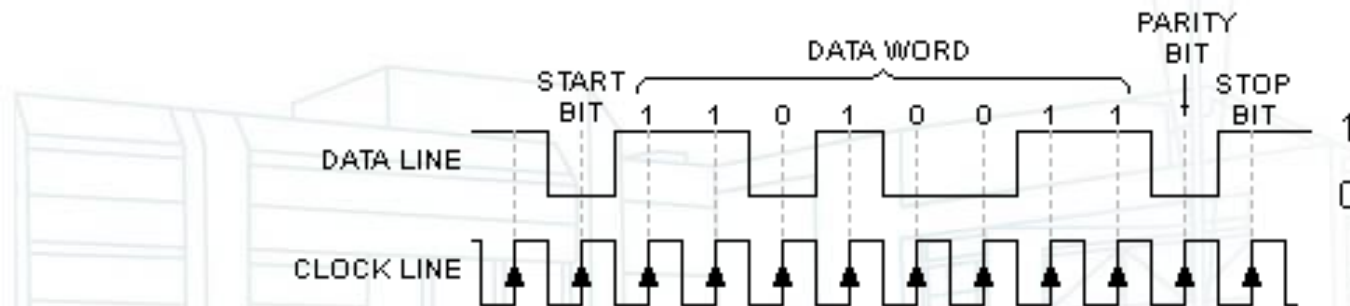 PARITY
BIT
DATA WORD
START
BIT
STOP
BIT
1 1 0 1 0 0 1 1
DATA LINE
1
0
CLOCK LINE